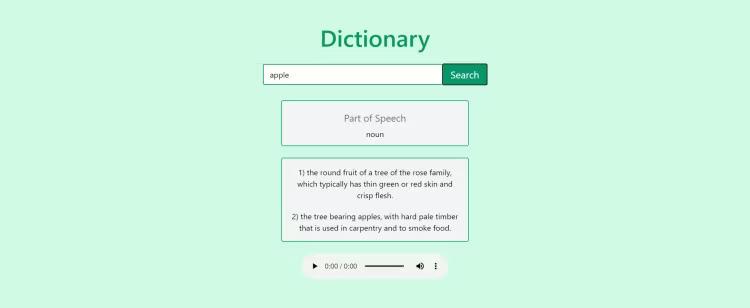 Dictionary
apple
Search
Part of Speech
noun
1) the round fruit of a tree of the rose family,
which typically has thin green or red skin and
crisp flesh.
2) the tree bearing apples, with hard pale timber
that is used in carpentry and to smoke food.
0:00 / 0:00